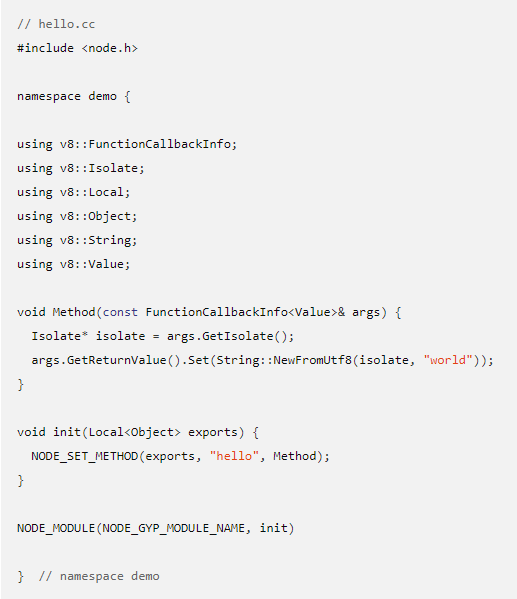 // hello.cc
#include <node.h>
namespace demo {
using v8::FunctionCallbackInfo;
using v8::Isolate;
using v8::Local;
using v8::Object;
using v8::String;
using v8::Value;
void Method(const FunctionCallbackInfo<Value>& args) {
  Isolate* isolate = args.GetIsolate();
  args.GetReturnValue().Set(String::NewFromUtf8(isolate, "world"));
}
void init(Local<Object> exports) {
  NODE_SET_METHOD(exports, "hello", Method);
}
NODE_MODULE(NODE_GYP_MODULE_NAME, init)
}  // namespace demo